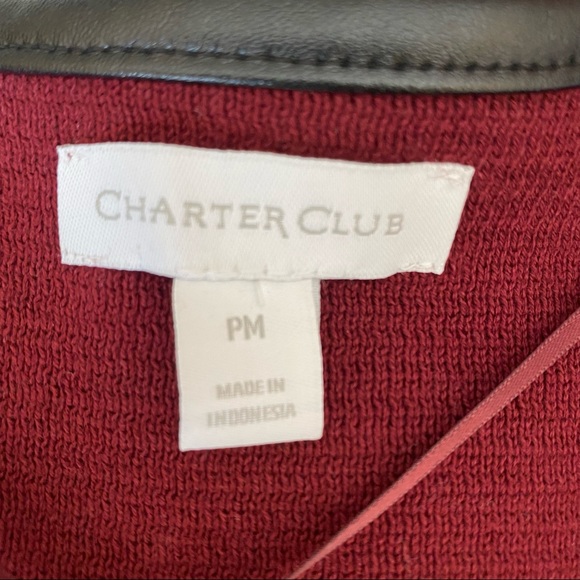 CHARTER CLUB
PM
MADE IN
INDONESIA